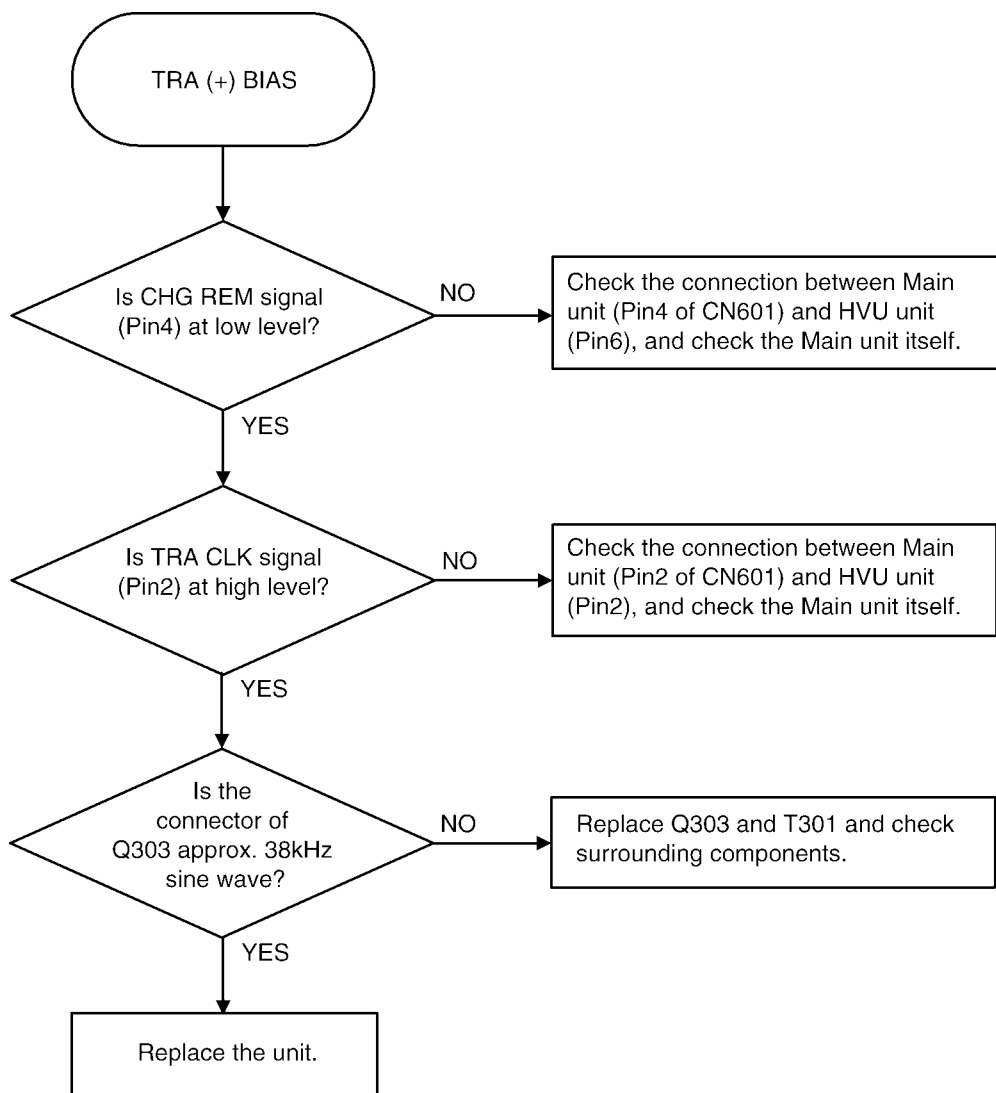 TRA (+) BIAS
Is CHG REM signal
(Pin4) at low level?
NO
Check the connection between Main
unit (Pin4 of CN601) and HVU unit
(Pin6), and check the Main unit itself.
YES
Is TRA CLK signal
(Pin2) at high level?
NO
Check the connection between Main
unit (Pin2 of CN601) and HVU unit
(Pin2), and check the Main unit itself.
YES
Is the
connector of
Q303 approx. 38kHz
sine wave?
NO
Replace Q303 and T301 and check
surrounding components.
YES
Replace the unit.